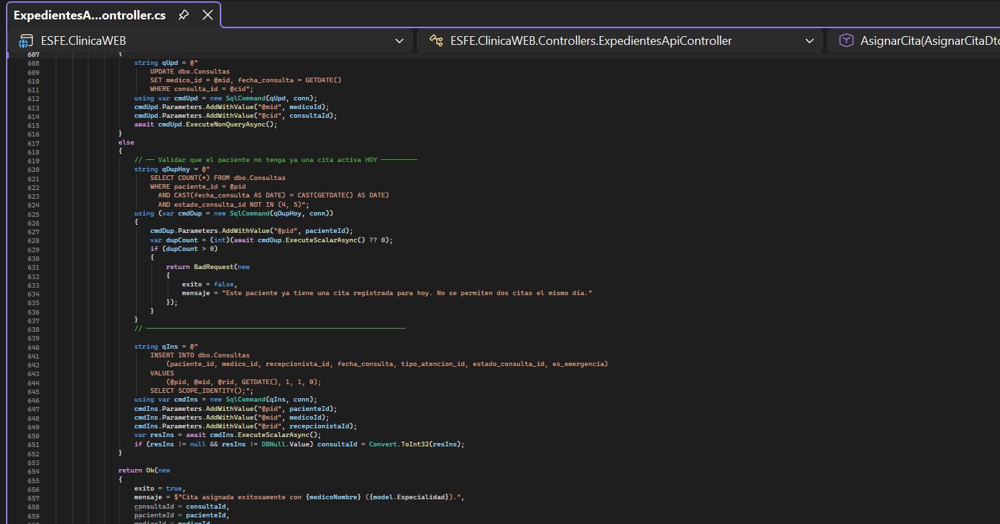 ExpedientesA...ontroller.cs
ESFE.ClinicaWEB
ESFE.ClinicaWEB.Controllers.ExpedientesApiController
AsignarCita(AsignarCitaDto
607 {
608 string qUpd = @"
609 UPDATE dbo.Consultas
610 SET medico_id = @mid, fecha_consulta = GETDATE()
611 WHERE consulta_id = @cid";
612 using var cmdUpd = new SqlCommand(qUpd, conn);
613 cmdUpd.Parameters.AddWithValue("@mid", medicoId);
614 cmdUpd.Parameters.AddWithValue("@cid", consultaId);
615 await cmdUpd.ExecuteNonQueryAsync();
616 }
617 else
618 {
619 // ── Validar que el paciente no tenga ya una cita activa HOY ─────────
620 string qDupHoy = @"
621 SELECT COUNT(*) FROM dbo.Consultas
622 WHERE paciente_id = @pid
623 AND CAST(fecha_consulta AS DATE) = CAST(GETDATE() AS DATE)
624 AND estado_consulta_id NOT IN (4, 5)";
625 using (var cmdDup = new SqlCommand(qDupHoy, conn))
626 {
627 cmdDup.Parameters.AddWithValue("@pid", pacienteId);
628 var dupCount = (int)(await cmdDup.ExecuteScalarAsync() ?? 0);
629 if (dupCount > 0)
630 {
631 return BadRequest(new
632 {
633 exito = false,
634 mensaje = "Este paciente ya tiene una cita registrada para hoy. No se permiten dos citas el mismo día."
635 });
636 }
637 }
638 // ─────────────────────────────────────────────────────────────────
639
640 string qIns = @"
641 INSERT INTO dbo.Consultas
642 (paciente_id, medico_id, recepcionista_id, fecha_consulta, tipo_atencion_id, estado_consulta_id, es_emergencia)
643 VALUES
644 (@pid, @mid, @rid, GETDATE(), 1, 1, 0);
645 SELECT SCOPE_IDENTITY();";
646 using var cmdIns = new SqlCommand(qIns, conn);
647 cmdIns.Parameters.AddWithValue("@pid", pacienteId);
648 cmdIns.Parameters.AddWithValue("@mid", medicoId);
649 cmdIns.Parameters.AddWithValue("@rid", recepcionistaId);
650 var resIns = await cmdIns.ExecuteScalarAsync();
651 if (resIns != null && resIns != DBNull.Value) consultaId = Convert.ToInt32(resIns);
652 }
653
654 return Ok(new
655 {
656 exito = true,
657 mensaje = $"Cita asignada exitosamente con {medicoNombre} ({model.Especialidad}).",
658 consultaId = consultaId,
659 pacienteId = pacienteId,
660 medicoId = medicoId,